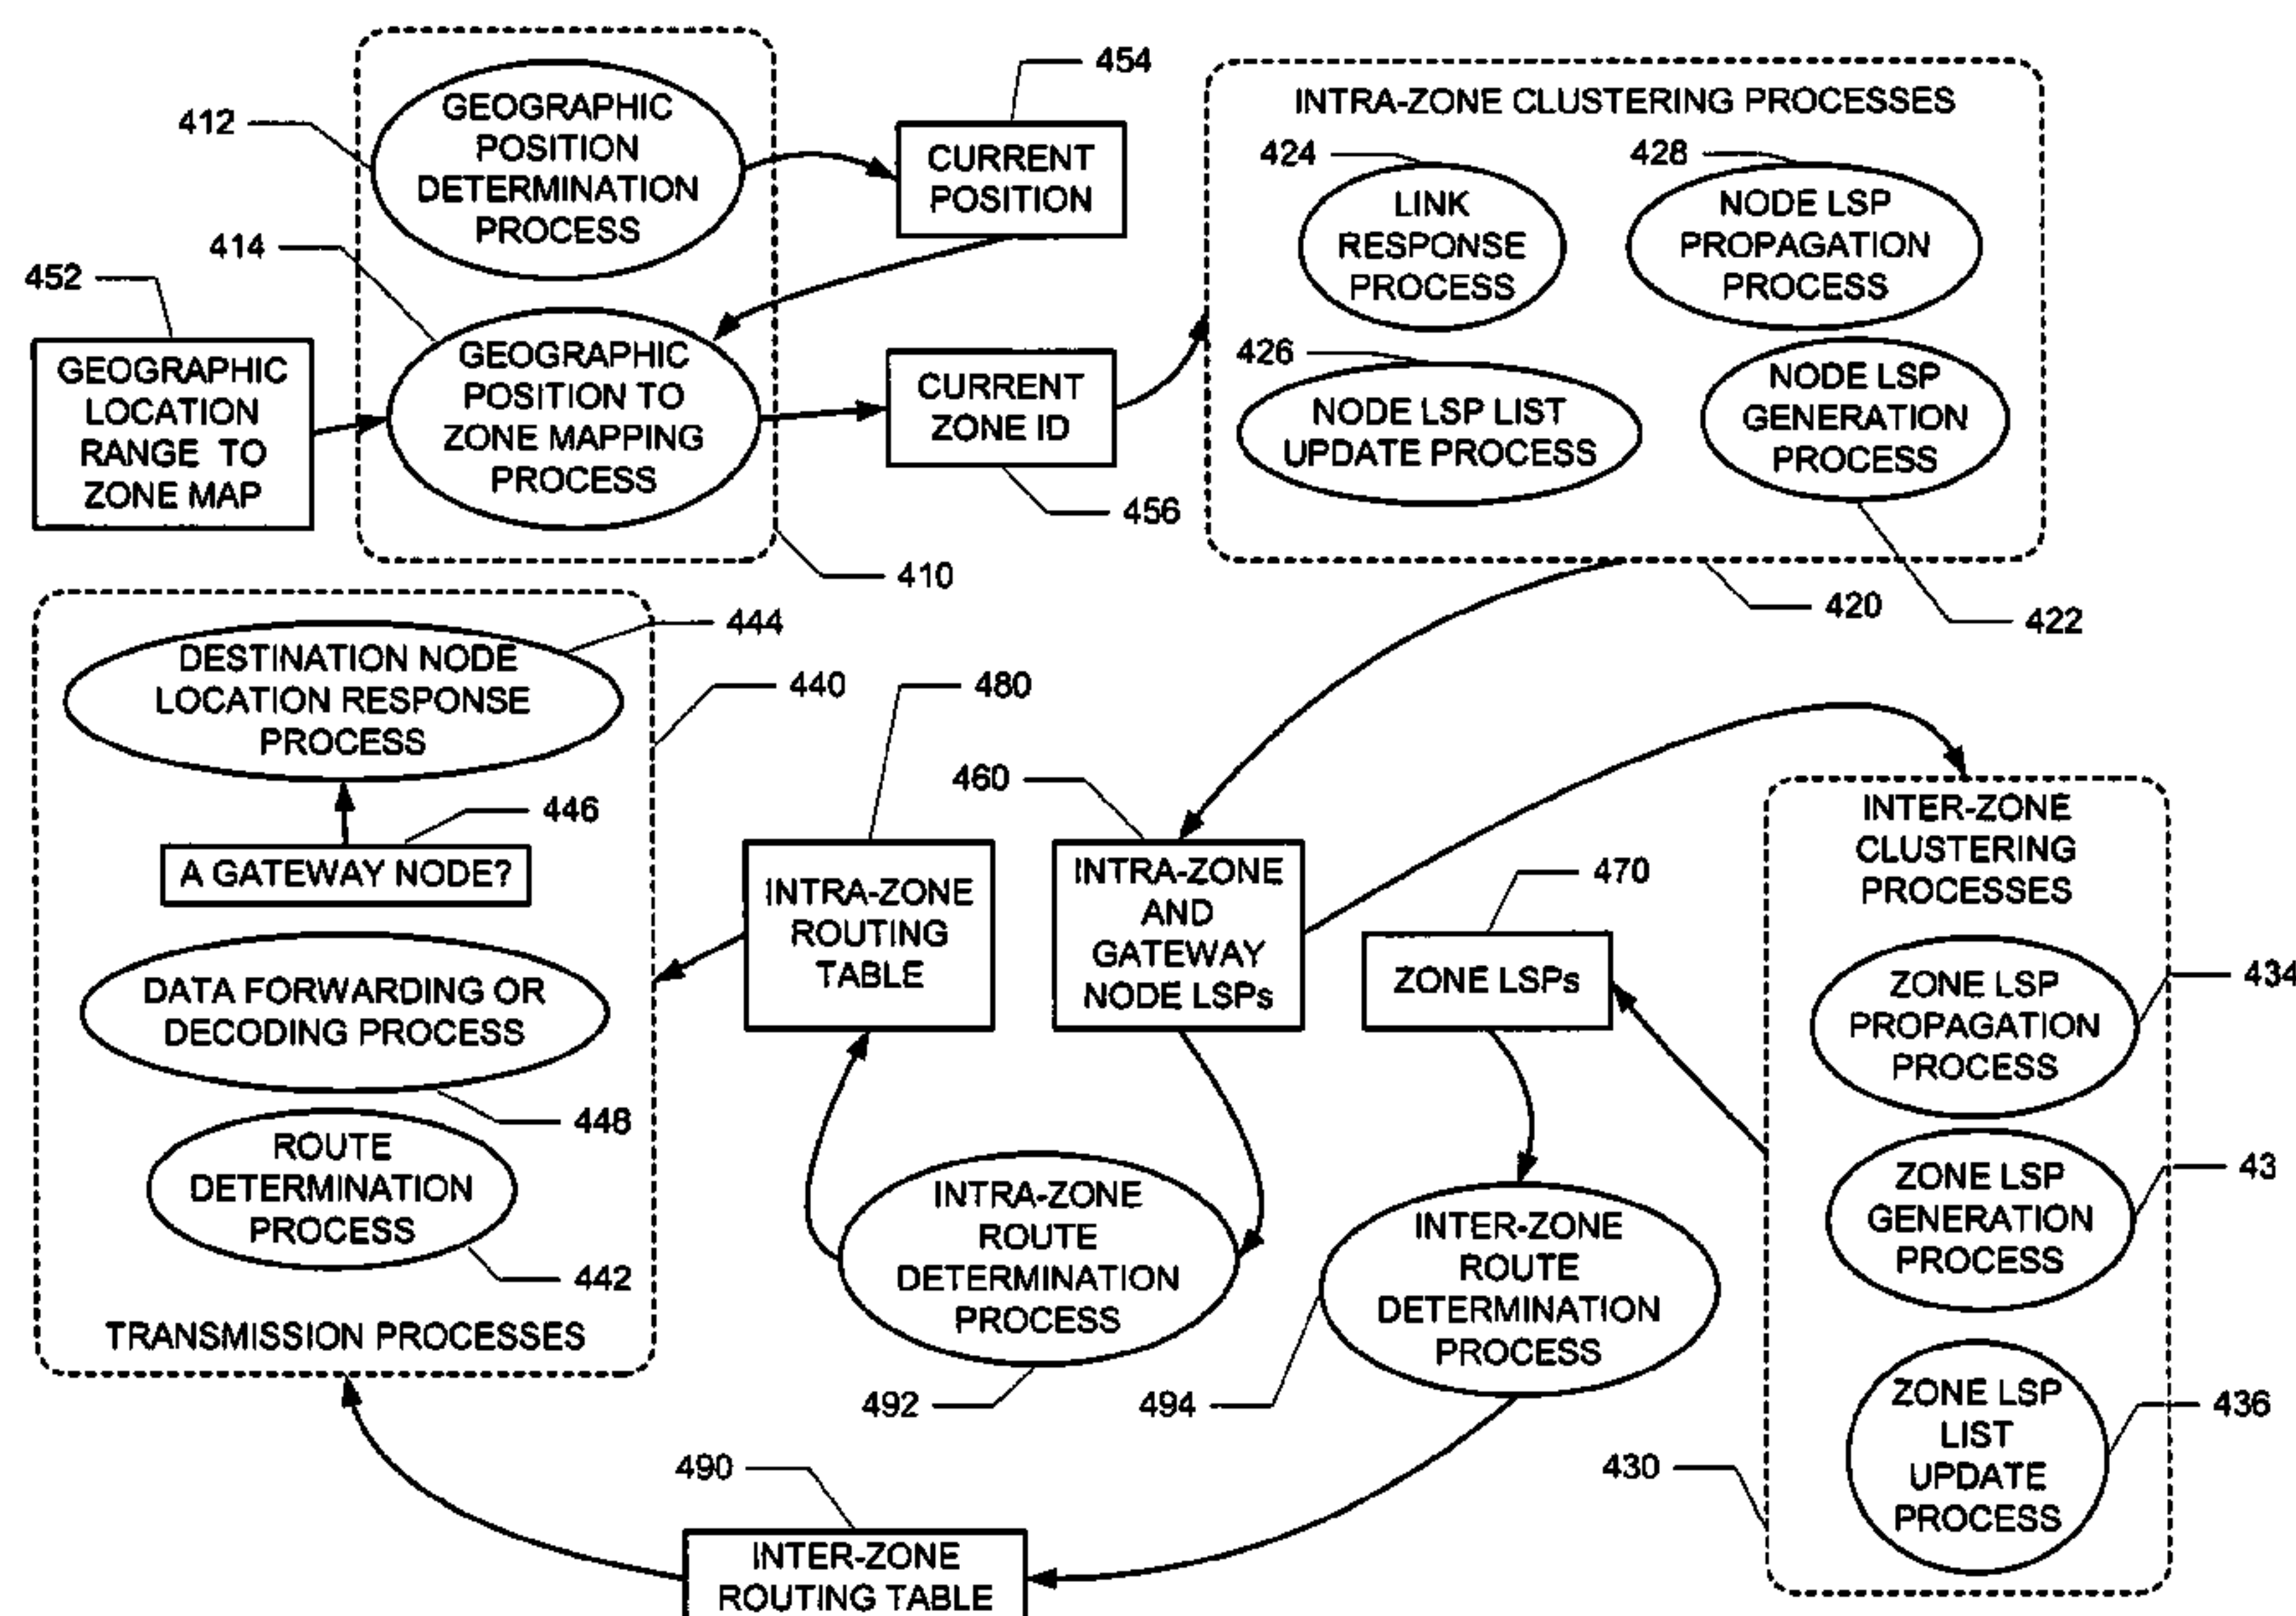 454
412
GEOGRAPHIC
POSITION
DETERMINATION
PROCESS
CURRENT
POSITION
INTRA-ZONE CLUSTERING PROCESSES
424
428
LINK
RESPONSE
PROCESS
NODE LSP
PROPAGATION
PROCESS
414
452
GEOGRAPHIC
LOCATION
RANGE TO
ZONE MAP
GEOGRAPHIC
POSITION TO
ZONE MAPPING
PROCESS
CURRENT
ZONE ID
426
NODE LSP LIST
UPDATE PROCESS
NODE LSP
GENERATION
PROCESS
456
410
420
422
444
DESTINATION NODE
LOCATION RESPONSE
PROCESS
440
480
446
A GATEWAY NODE?
460
INTRA-ZONE
ROUTING
TABLE
INTRA-ZONE
AND
GATEWAY
NODE LSPs
470
ZONE LSPs
INTER-ZONE
CLUSTERING
PROCESSES
DATA FORWARDING OR
DECODING PROCESS
448
ZONE LSP
PROPAGATION
PROCESS
434
ROUTE
DETERMINATION
PROCESS
442
TRANSMISSION PROCESSES
INTRA-ZONE
ROUTE
DETERMINATION
PROCESS
492
INTER-ZONE
ROUTE
DETERMINATION
PROCESS
494
ZONE LSP
GENERATION
PROCESS
43
ZONE LSP
LIST
UPDATE
PROCESS
436
430
490
INTER-ZONE
ROUTING TABLE